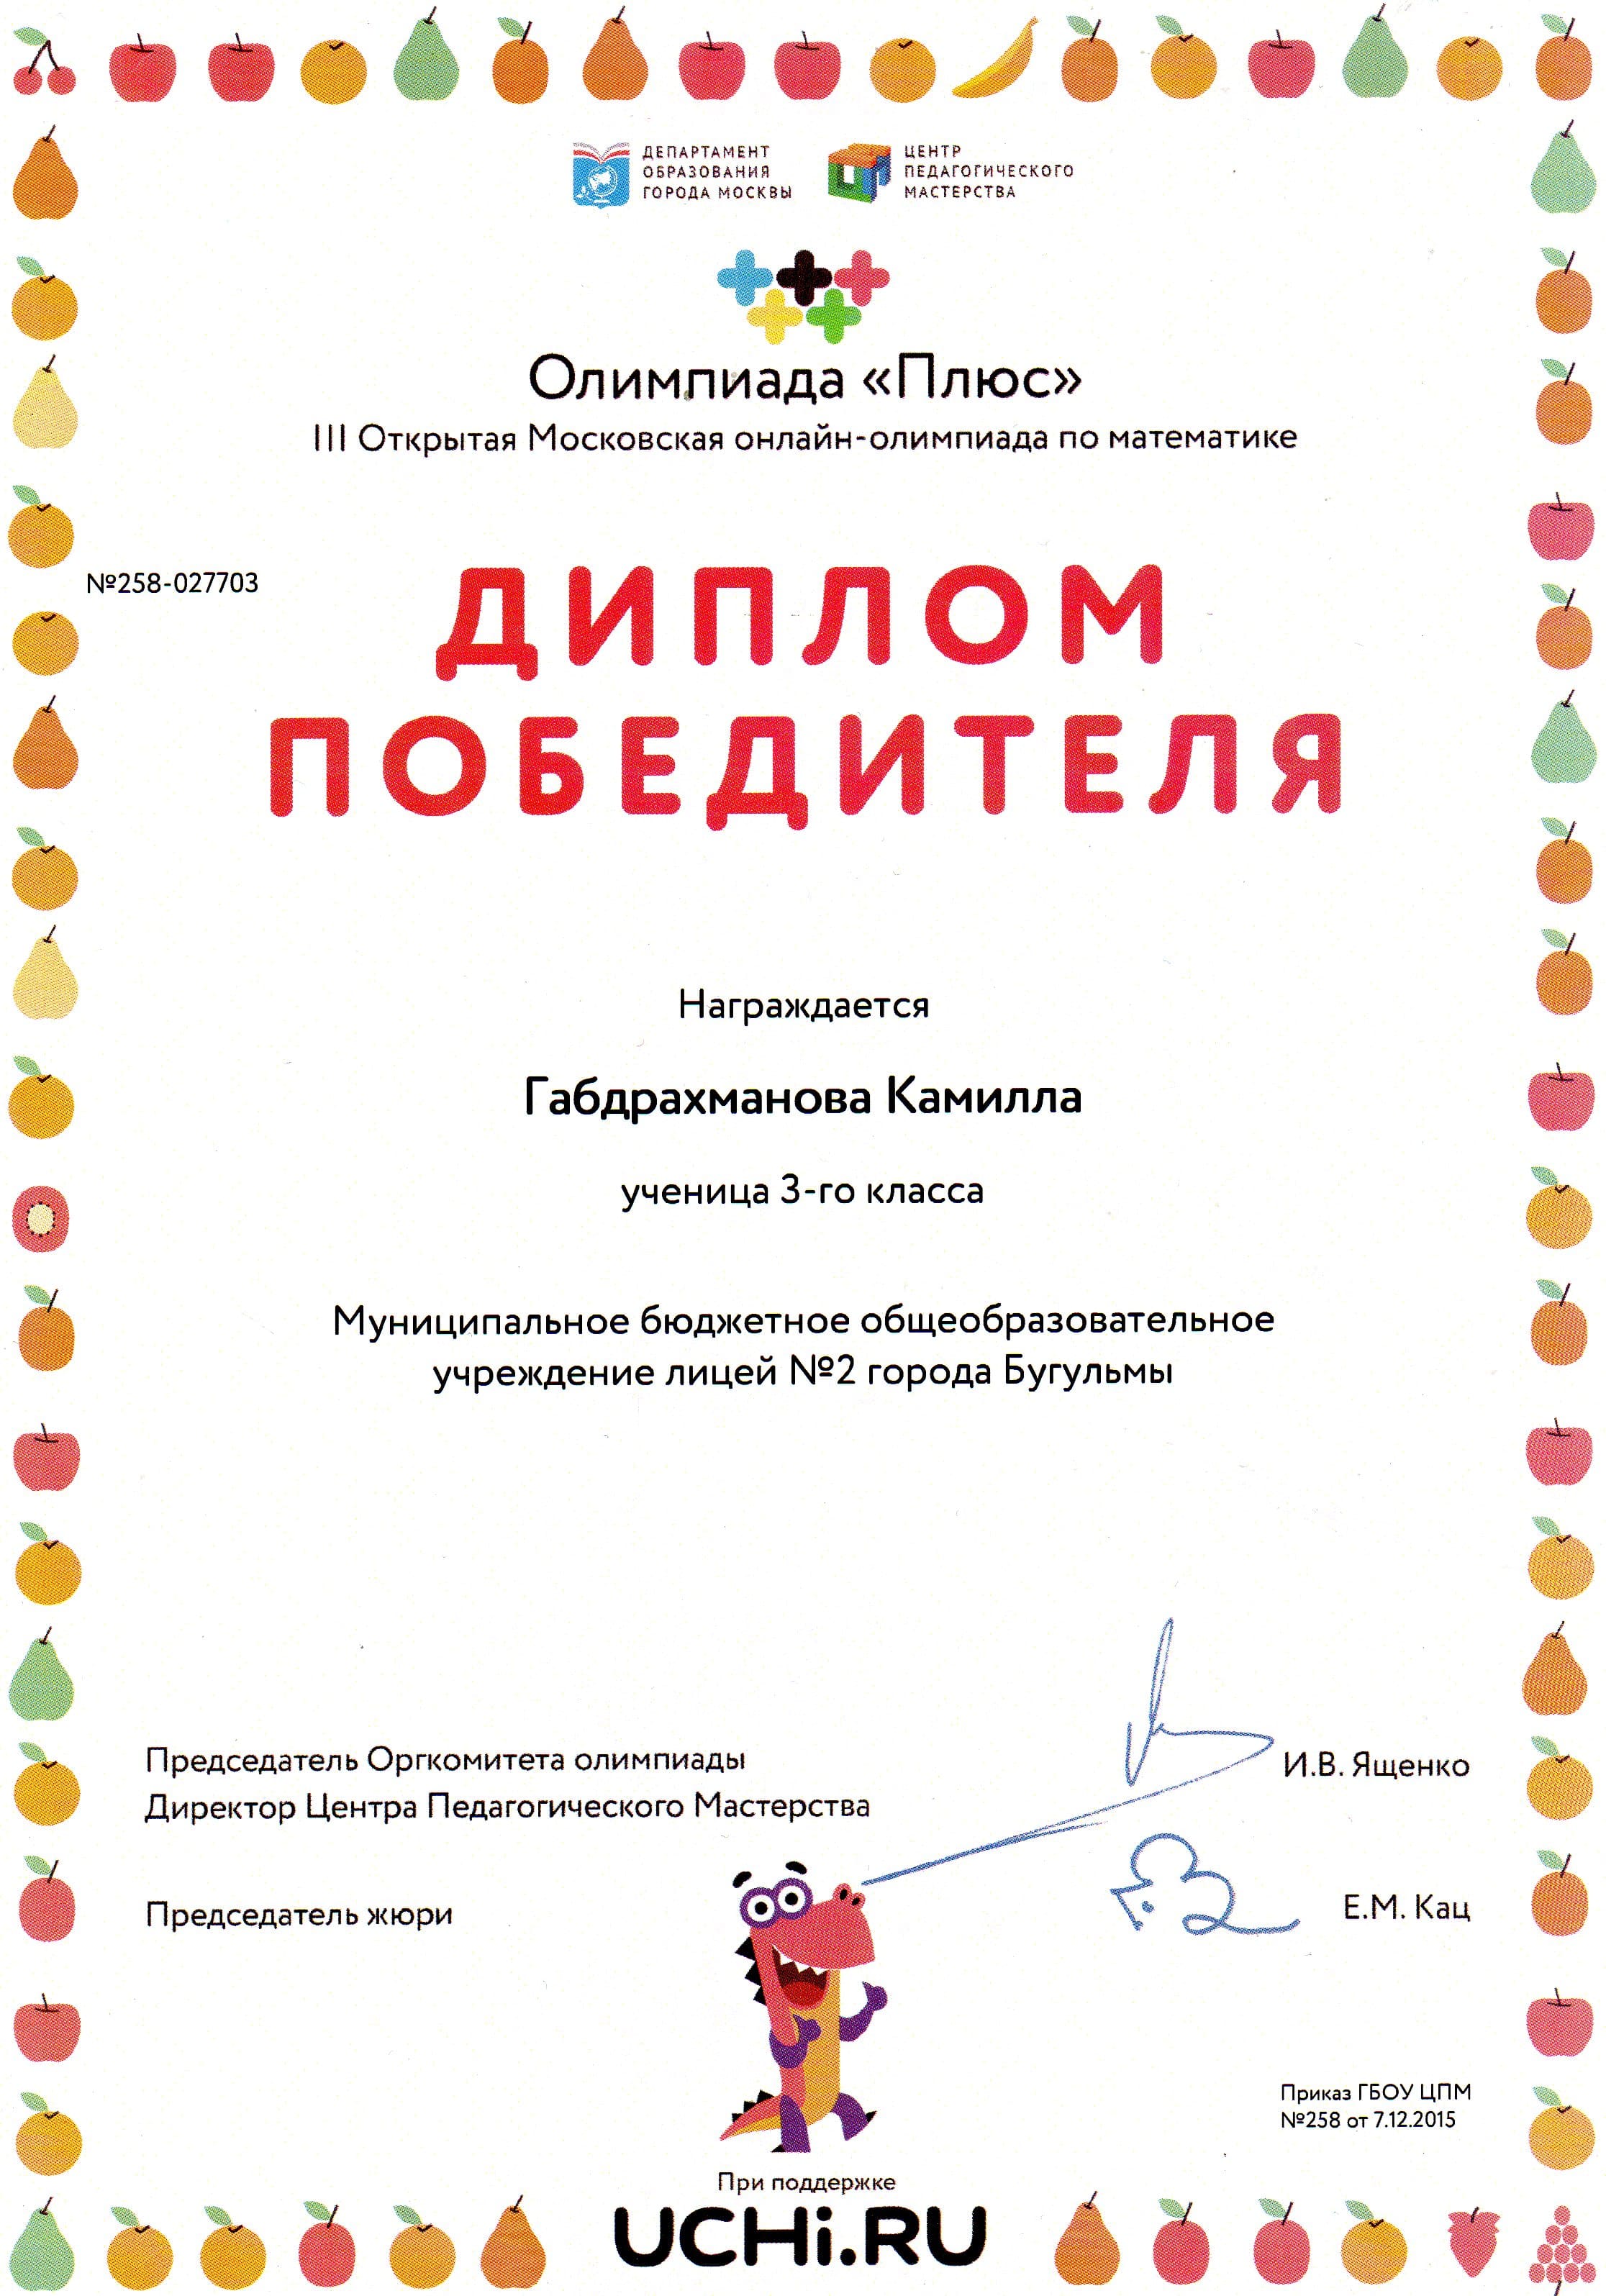 ДЕПАРТАМЕНТ
ОБРАЗОВАНИЯ
ГОРОДА МОСКВЫ
ЦЕНТР
ПЕДАГОГИЧЕСКОГО
МАСТЕРСТВА
Олимпиада «Плюс»
III Открытая Московская онлайн-олимпиада по математике
№258-027703
ДИПЛОМ
ПОБЕДИТЕЛЯ
Награждается
Габдрахманова Камилла
ученица 3-го класса
Муниципальное бюджетное общеобразовательное
учреждение лицей №2 города Бугульмы
Председатель Оргкомитета олимпиады
Директор Центра Педагогического Мастерства
И.В. Ященко
Председатель жюри
Е.М. Кац
Приказ ГБОУ ЦПМ
№258 от 7.12.2015
При поддержке
UCHi.RU